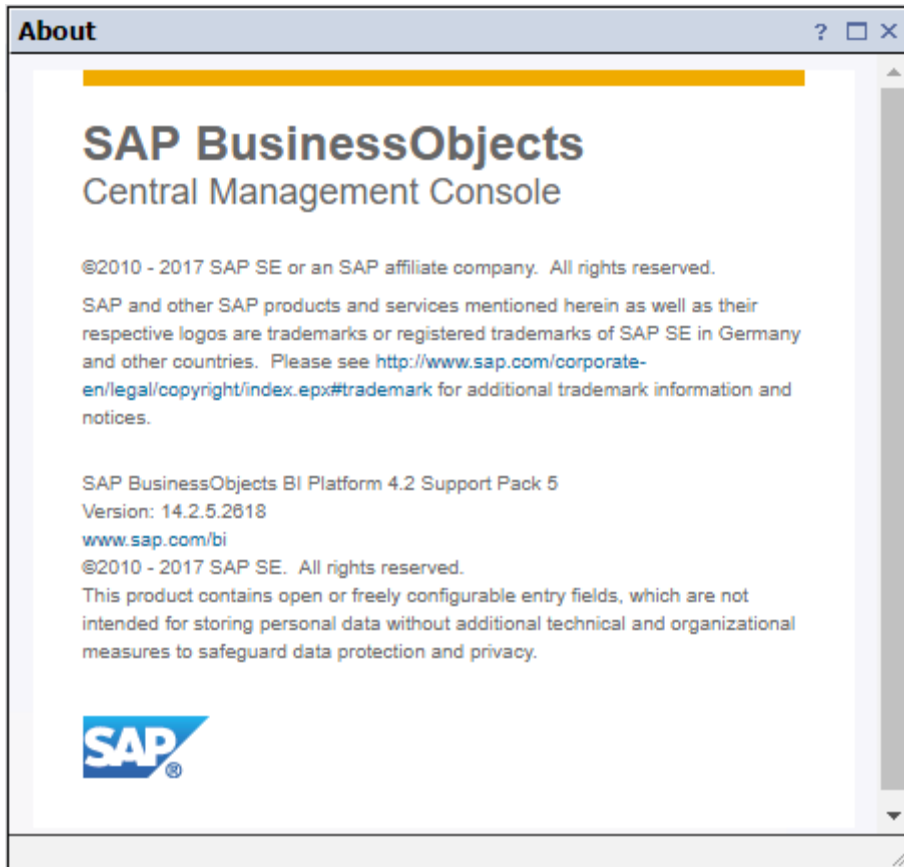 About
?
SAP BusinessObjects
Central Management Console
©2010 - 2017 SAP SE or an SAP affiliate company.  All rights reserved.
SAP and other SAP products and services mentioned herein as well as their
respective logos are trademarks or registered trademarks of SAP SE in Germany
and other countries.  Please see http://www.sap.com/corporate-
en/legal/copyright/index.epx#trademark for additional trademark information and
notices.
SAP BusinessObjects BI Platform 4.2 Support Pack 5
Version: 14.2.5.2618
www.sap.com/bi
©2010 - 2017 SAP SE.  All rights reserved.
This product contains open or freely configurable entry fields, which are not
intended for storing personal data without additional technical and organizational
measures to safeguard data protection and privacy.
SAP®